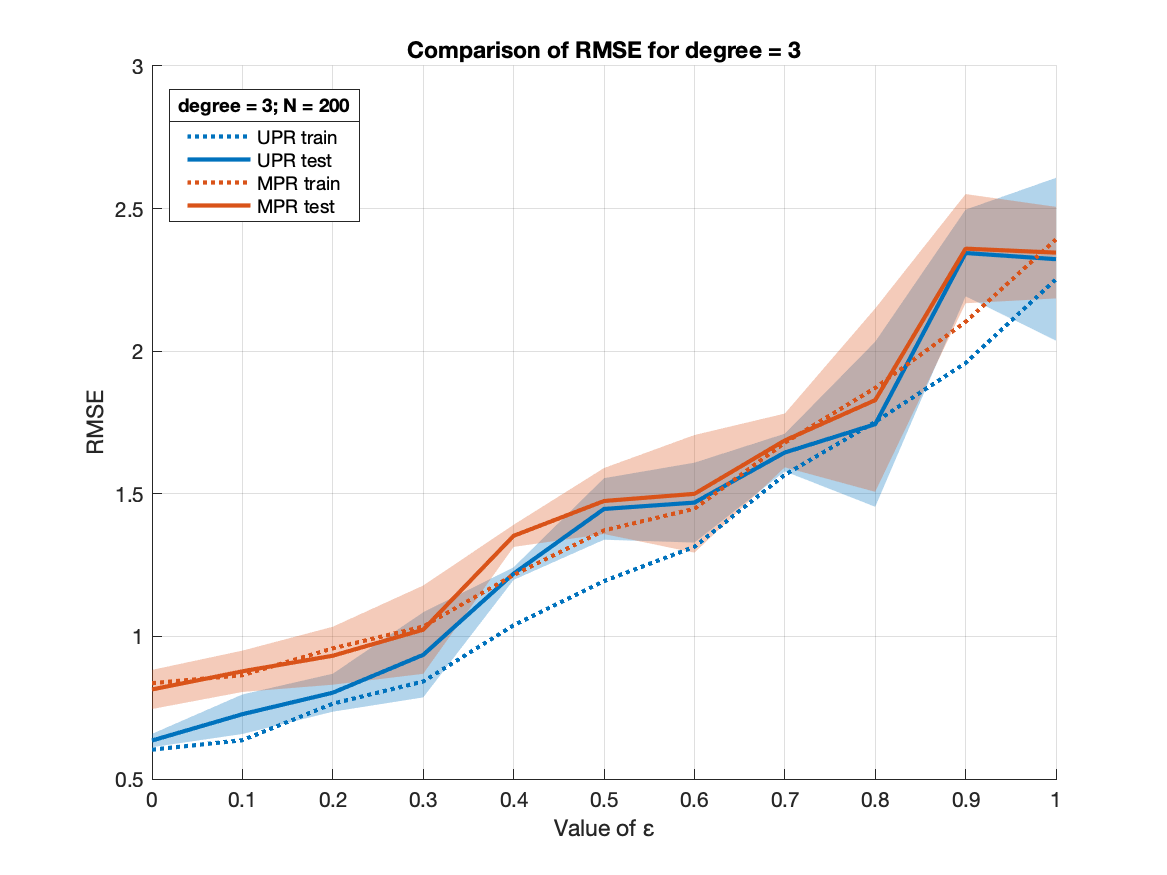 Comparison of RMSE for degree = 3
degree = 3; N = 200
UPR train
UPR test
MPR train
MPR test
RMSE
3
2.5
2
1.5
1
0.5
0 0.1 0.2 0.3 0.4 0.5 0.6 0.7 0.8 0.9 1
Value of ε